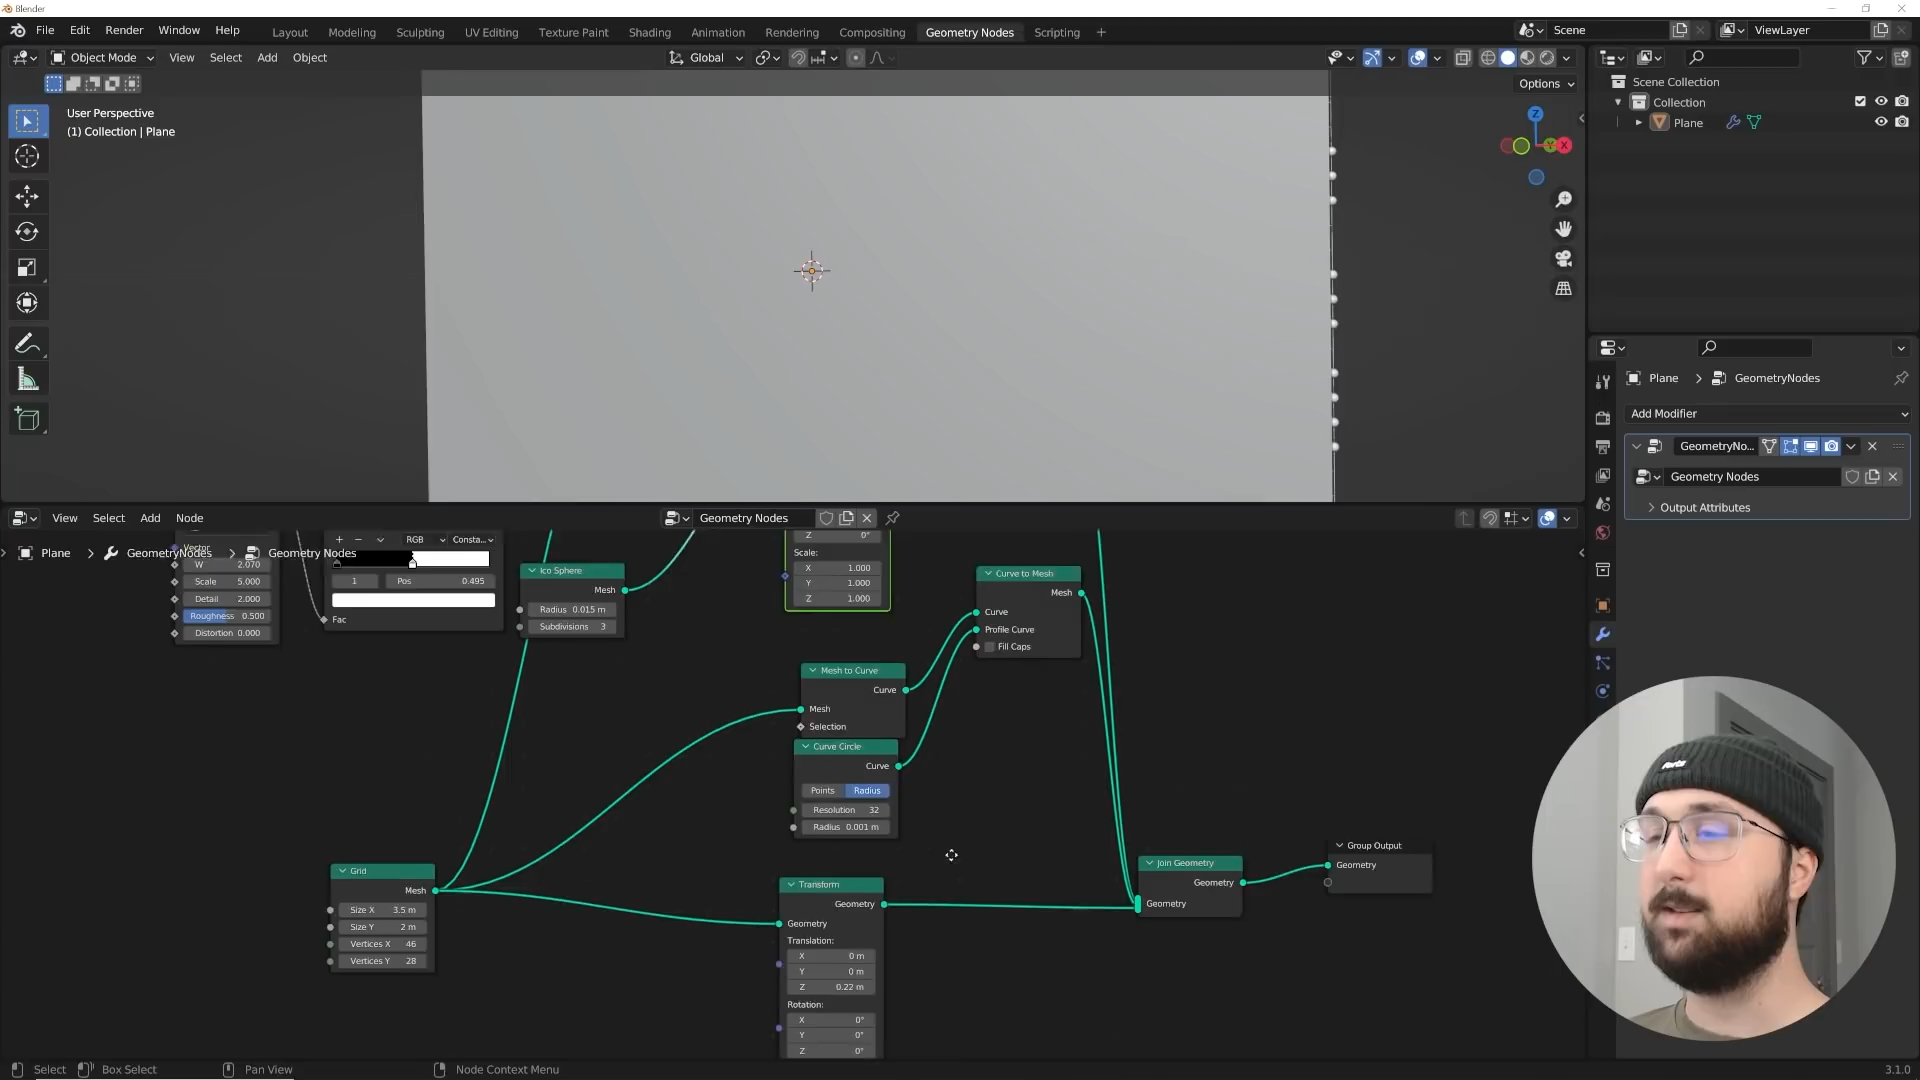 Blender
File Edit Render Window Help Layout Modeling Sculpting UV Editing Texture Paint Shading Animation Rendering Compositing Geometry Nodes Scripting + Scene ViewLayer
Object Mode View Select Add Object Global
Options
User Perspective
(1) Collection | Plane
Z
Y
X
Scene Collection
Collection
Plane
Plane > GeometryNodes
Add Modifier
GeometryNo...
Geometry Nodes
Output Attributes
View Select Add Node Geometry Nodes
Plane > GeometryNodes > Geometry Nodes
Vector
W 2.070
Scale 5.000
Detail 2.000
Roughness 0.500
Distortion 0.000
+ − RGB Consta...
1 Pos 0.495
Fac
Ico Sphere
Mesh
Radius 0.015 m
Subdivisions 3
Z 0°
Scale:
X 1.000
Y 1.000
Z 1.000
Curve to Mesh
Mesh
Curve
Profile Curve
Fill Caps
Mesh to Curve
Curve
Mesh
Selection
Curve Circle
Curve
Points Radius
Resolution 32
Radius 0.001 m
Grid
Mesh
Size X 3.5 m
Size Y 2 m
Vertices X 46
Vertices Y 28
Transform
Geometry
Geometry
Translation:
X 0 m
Y 0 m
Z 0.22 m
Rotation:
X 0°
Y 0°
Z 0°
Join Geometry
Geometry
Geometry
Group Output
Geometry
Select Box Select Pan View Node Context Menu 3.1.0